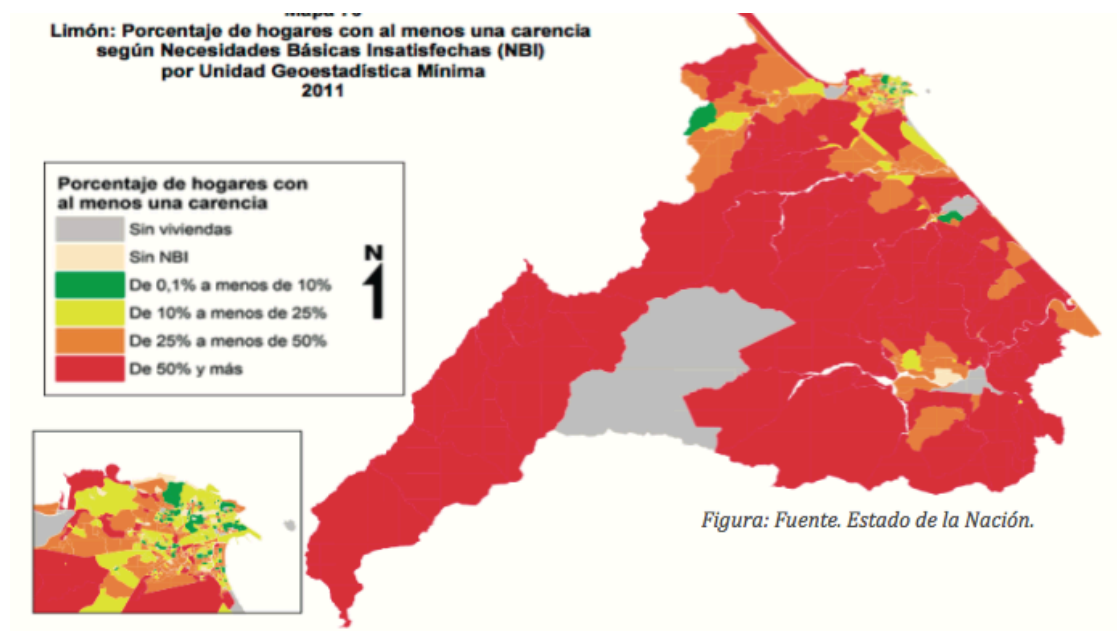 Limón: Porcentaje de hogares con al menos una carencia
según Necesidades Básicas Insatisfechas (NBI)
por Unidad Geoestadística Mínima
2011
Porcentaje de hogares con
al menos una carencia
Sin viviendas
Sin NBI
De 0,1% a menos de 10%
De 10% a menos de 25%
De 25% a menos de 50%
De 50% y más
N
Figura: Fuente. Estado de la Nación.